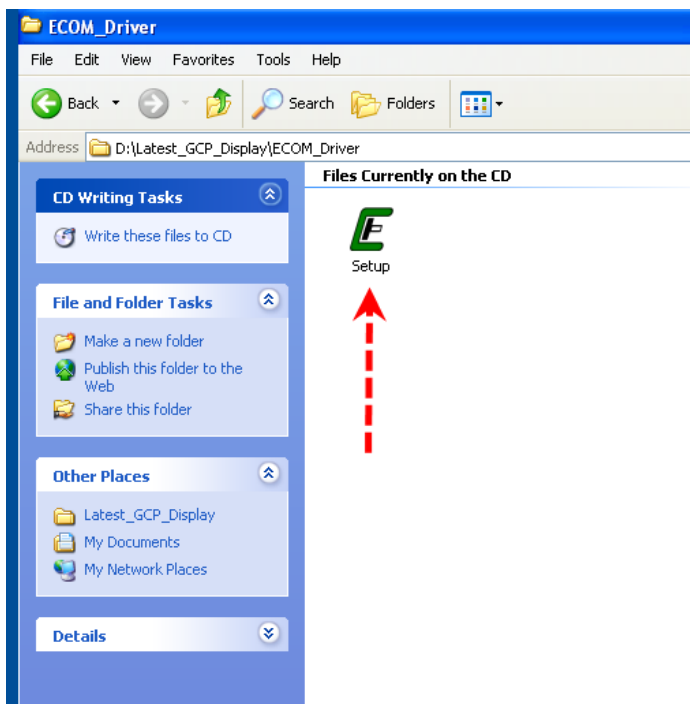 ECOM_Driver
File Edit View Favorites Tools Help
Back Search Folders
Address D:\Latest_GCP_Display\ECOM_Driver
Files Currently on the CD
CD Writing Tasks
Write these files to CD
Setup
File and Folder Tasks
Make a new folder
Publish this folder to the
Web
Share this folder
Other Places
Latest_GCP_Display
My Documents
My Network Places
Details